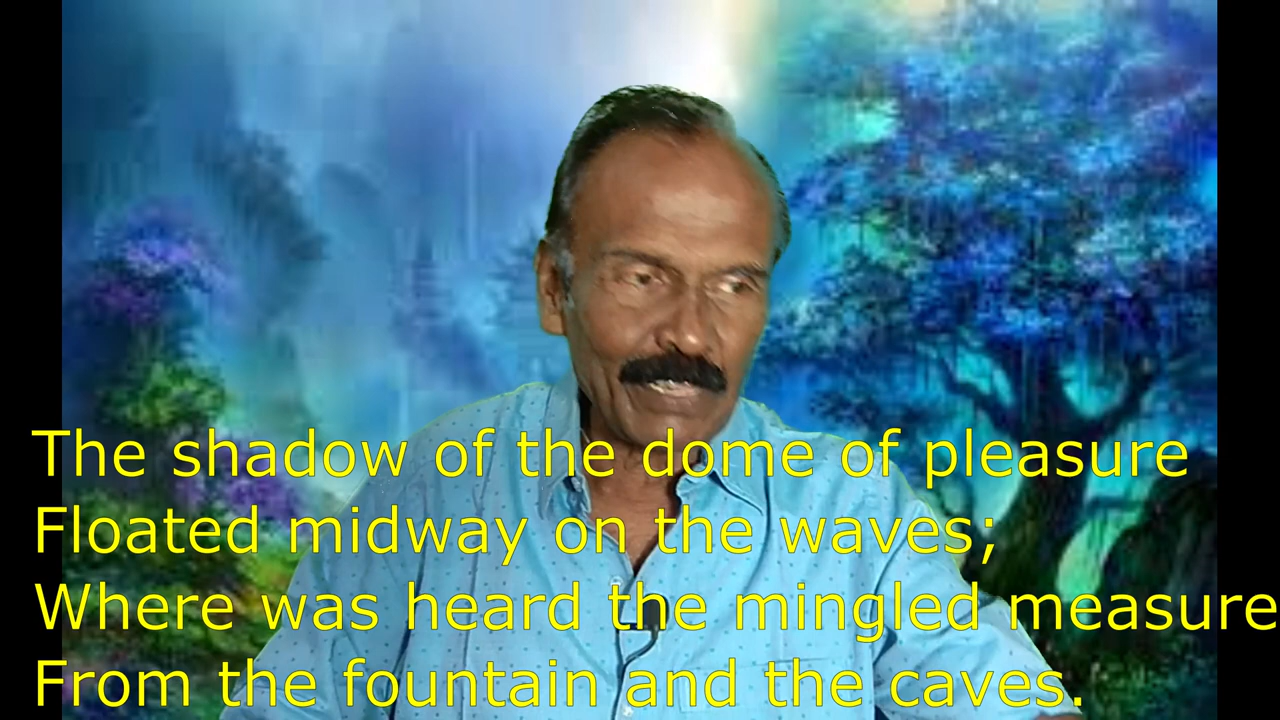 The shadow of the dome of pleasure
Floated midway on the waves;
Where was heard the mingled measure
From the fountain and the caves.